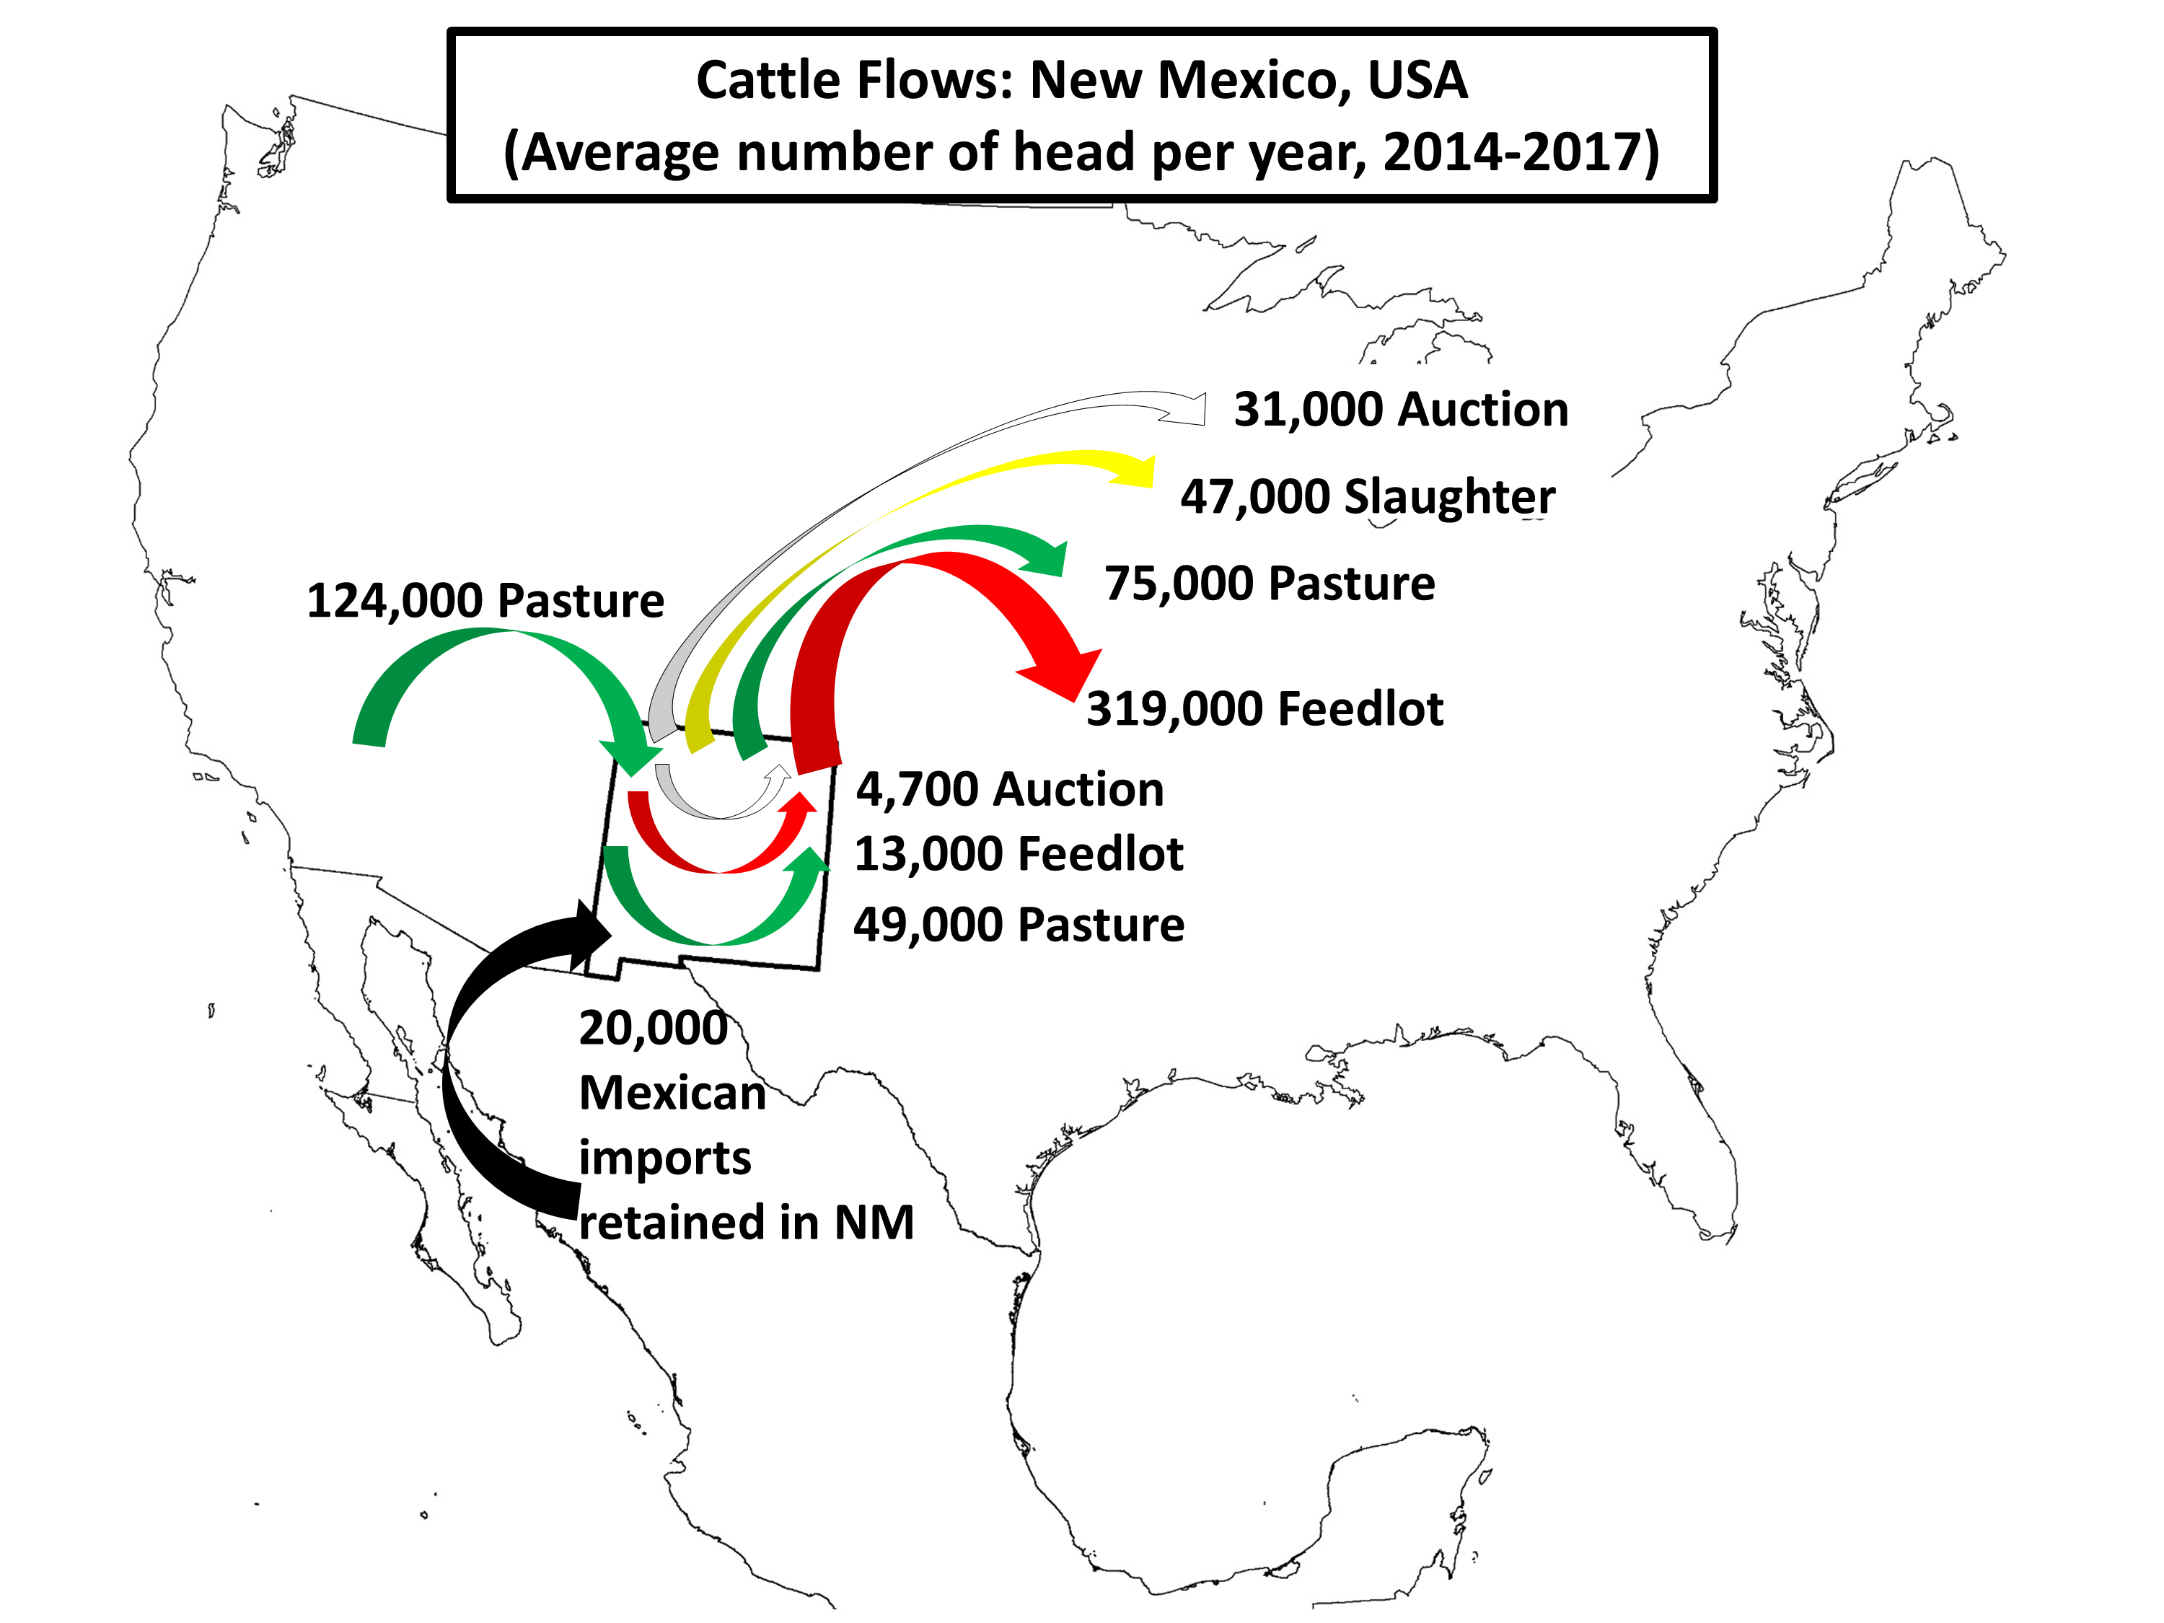 Cattle Flows: New Mexico, USA
(Average number of head per year, 2014-2017)
31,000 Auction
47,000 Slaughter
75,000 Pasture
124,000 Pasture
319,000 Feedlot
4,700 Auction
13,000 Feedlot
49,000 Pasture
20,000
Mexican
imports
retained in NM